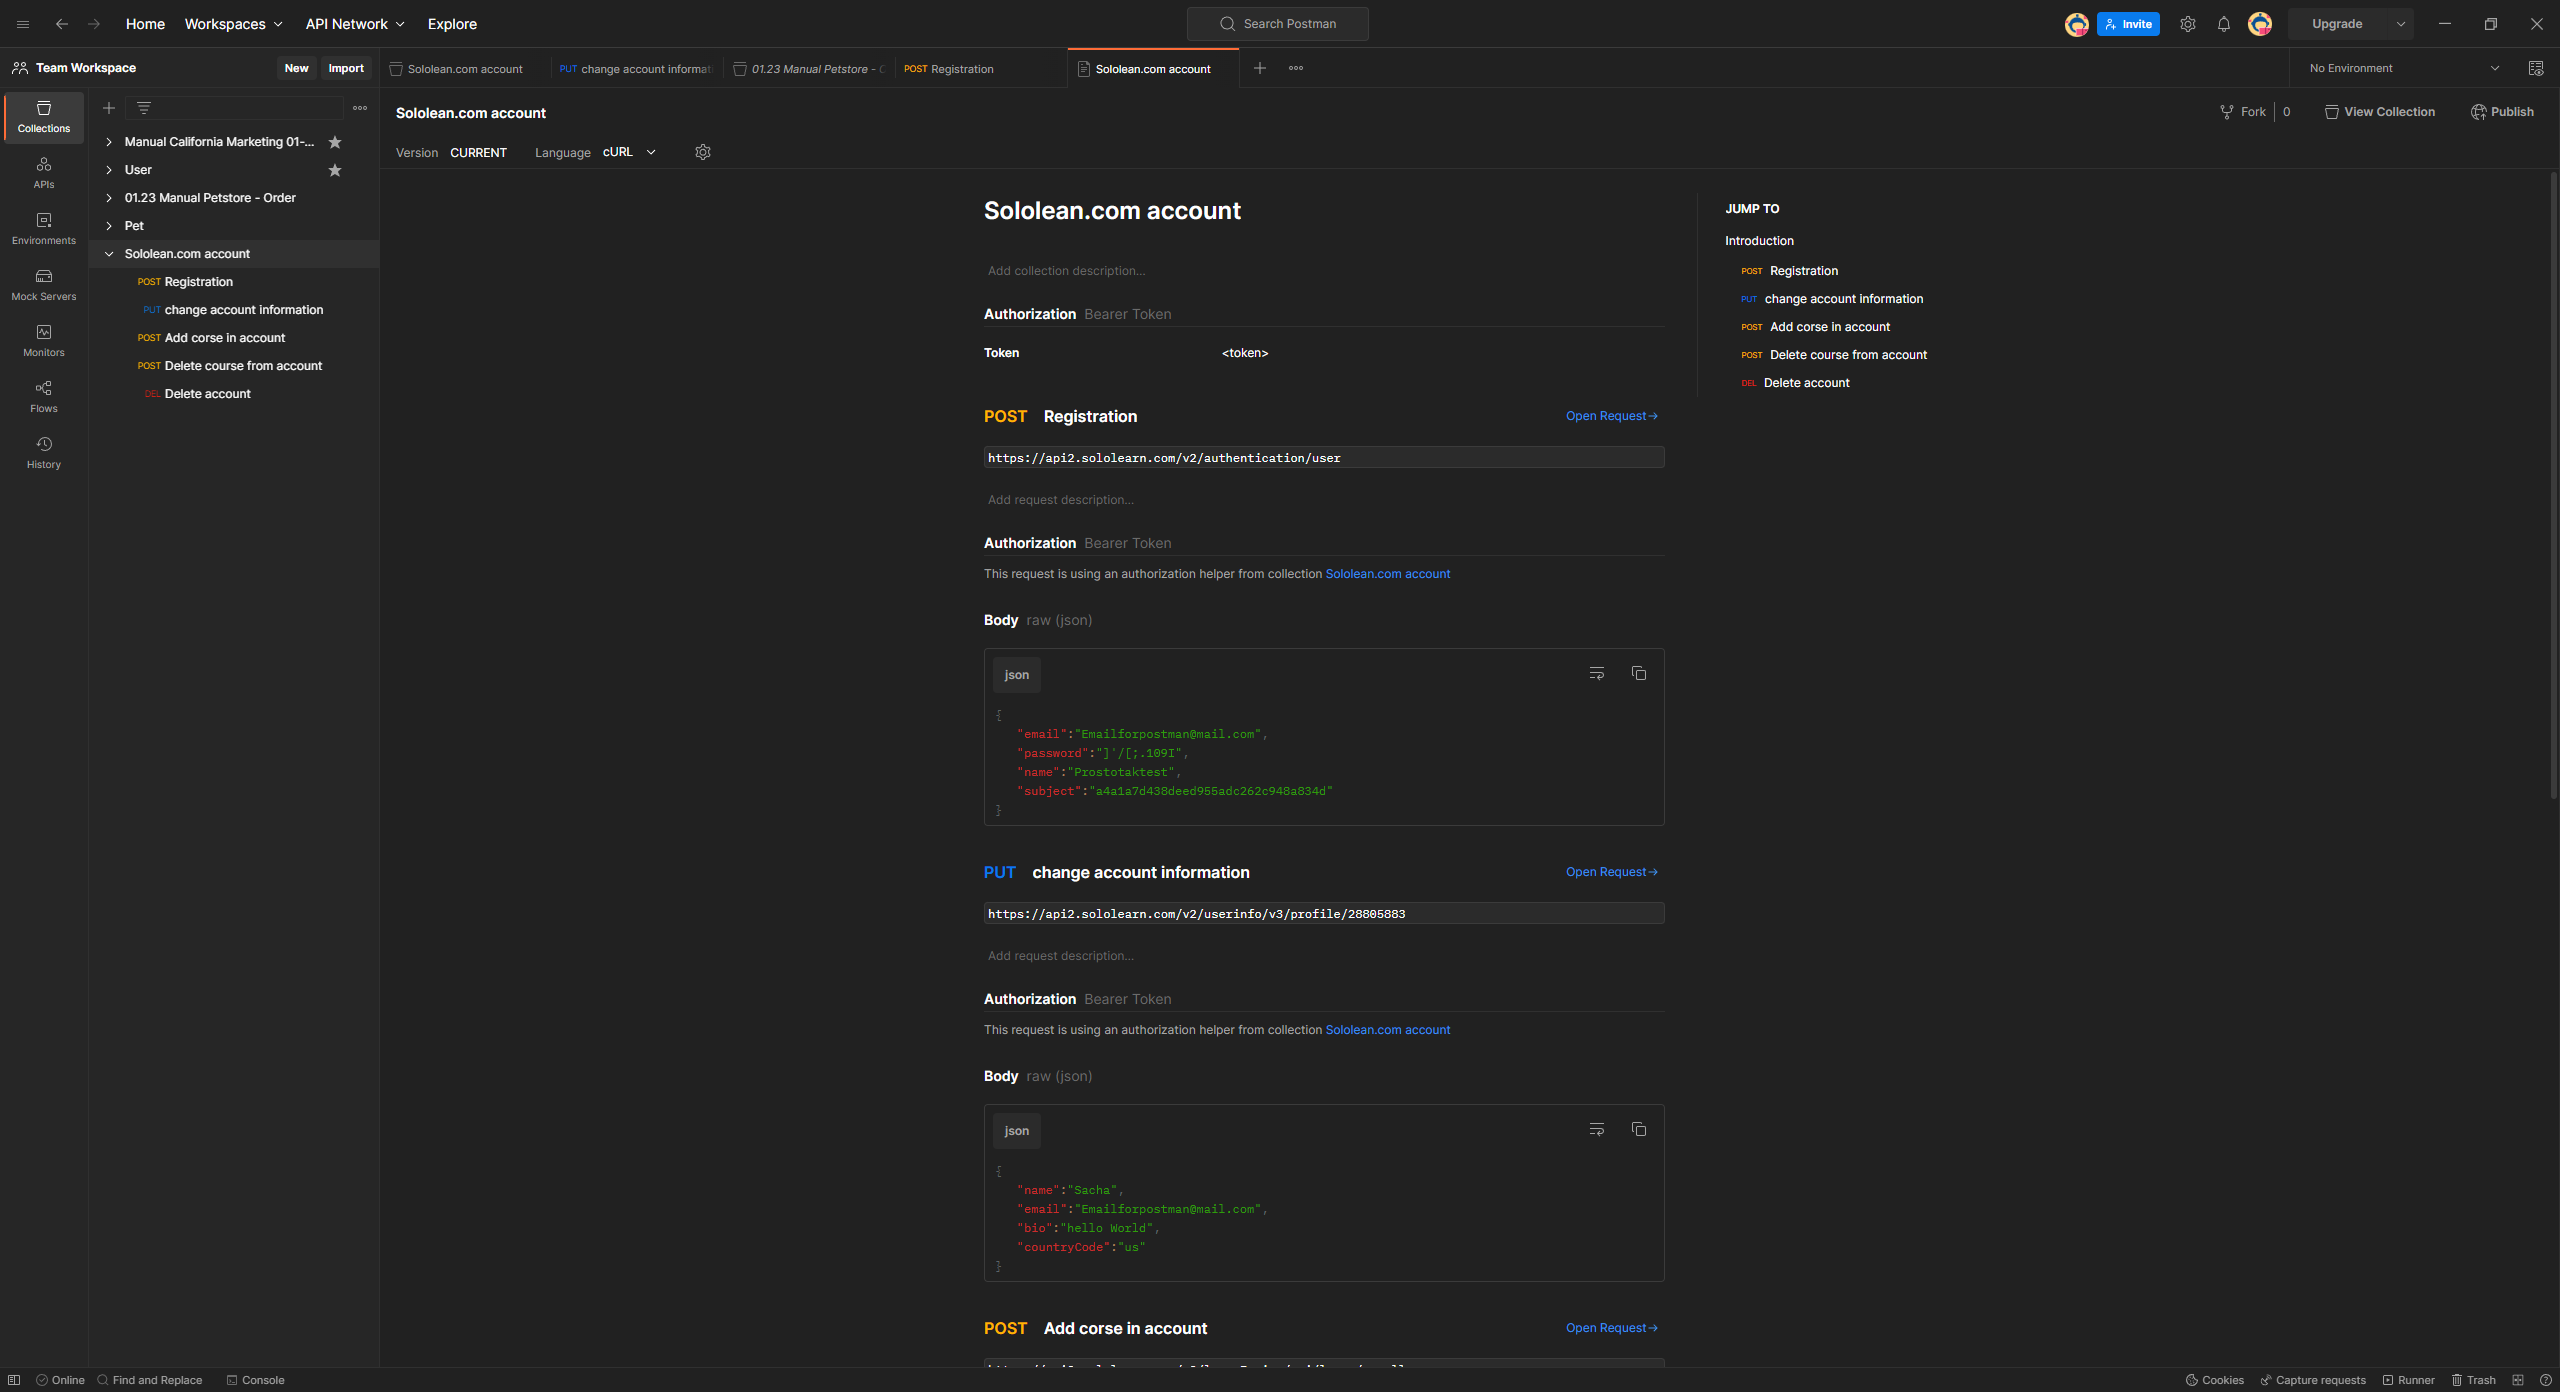 Home Workspaces API Network Explore
Search Postman
Invite
Upgrade
Team Workspace
New Import
Sololean.com account
PUT change account informati
01.23 Manual Petstore -
POST Registration
Sololean.com account
No Environment
Collections
APIs
Environments
Mock Servers
Monitors
Flows
History
Manual California Marketing 01-...
User
01.23 Manual Petstore - Order
Pet
Sololean.com account
POST Registration
PUT change account information
POST Add corse in account
POST Delete course from account
DEL Delete account
Sololean.com account
Fork 0 View Collection Publish
Version CURRENT Language cURL
Sololean.com account
Add collection description...
Authorization Bearer Token
Token <token>
POST Registration Open Request→
https://api2.sololearn.com/v2/authentication/user
Add request description...
Authorization Bearer Token
This request is using an authorization helper from collection Sololean.com account
Body raw (json)
json
{
"email":"Emailforpostman@mail.com",
"password":"]'/[;.109I",
"name":"Prostotaktest",
"subject":"a4a1a7d438deed955adc262c948a834d"
}
PUT change account information Open Request→
https://api2.sololearn.com/v2/userinfo/v3/profile/28805883
Add request description...
Authorization Bearer Token
This request is using an authorization helper from collection Sololean.com account
Body raw (json)
json
{
"name":"Sacha",
"email":"Emailforpostman@mail.com",
"bio":"hello World",
"countryCode":"us"
}
POST Add corse in account Open Request→
JUMP TO
Introduction
POST Registration
PUT change account information
POST Add corse in account
POST Delete course from account
DEL Delete account
Online Find and Replace Console
Cookies Capture requests Runner Trash